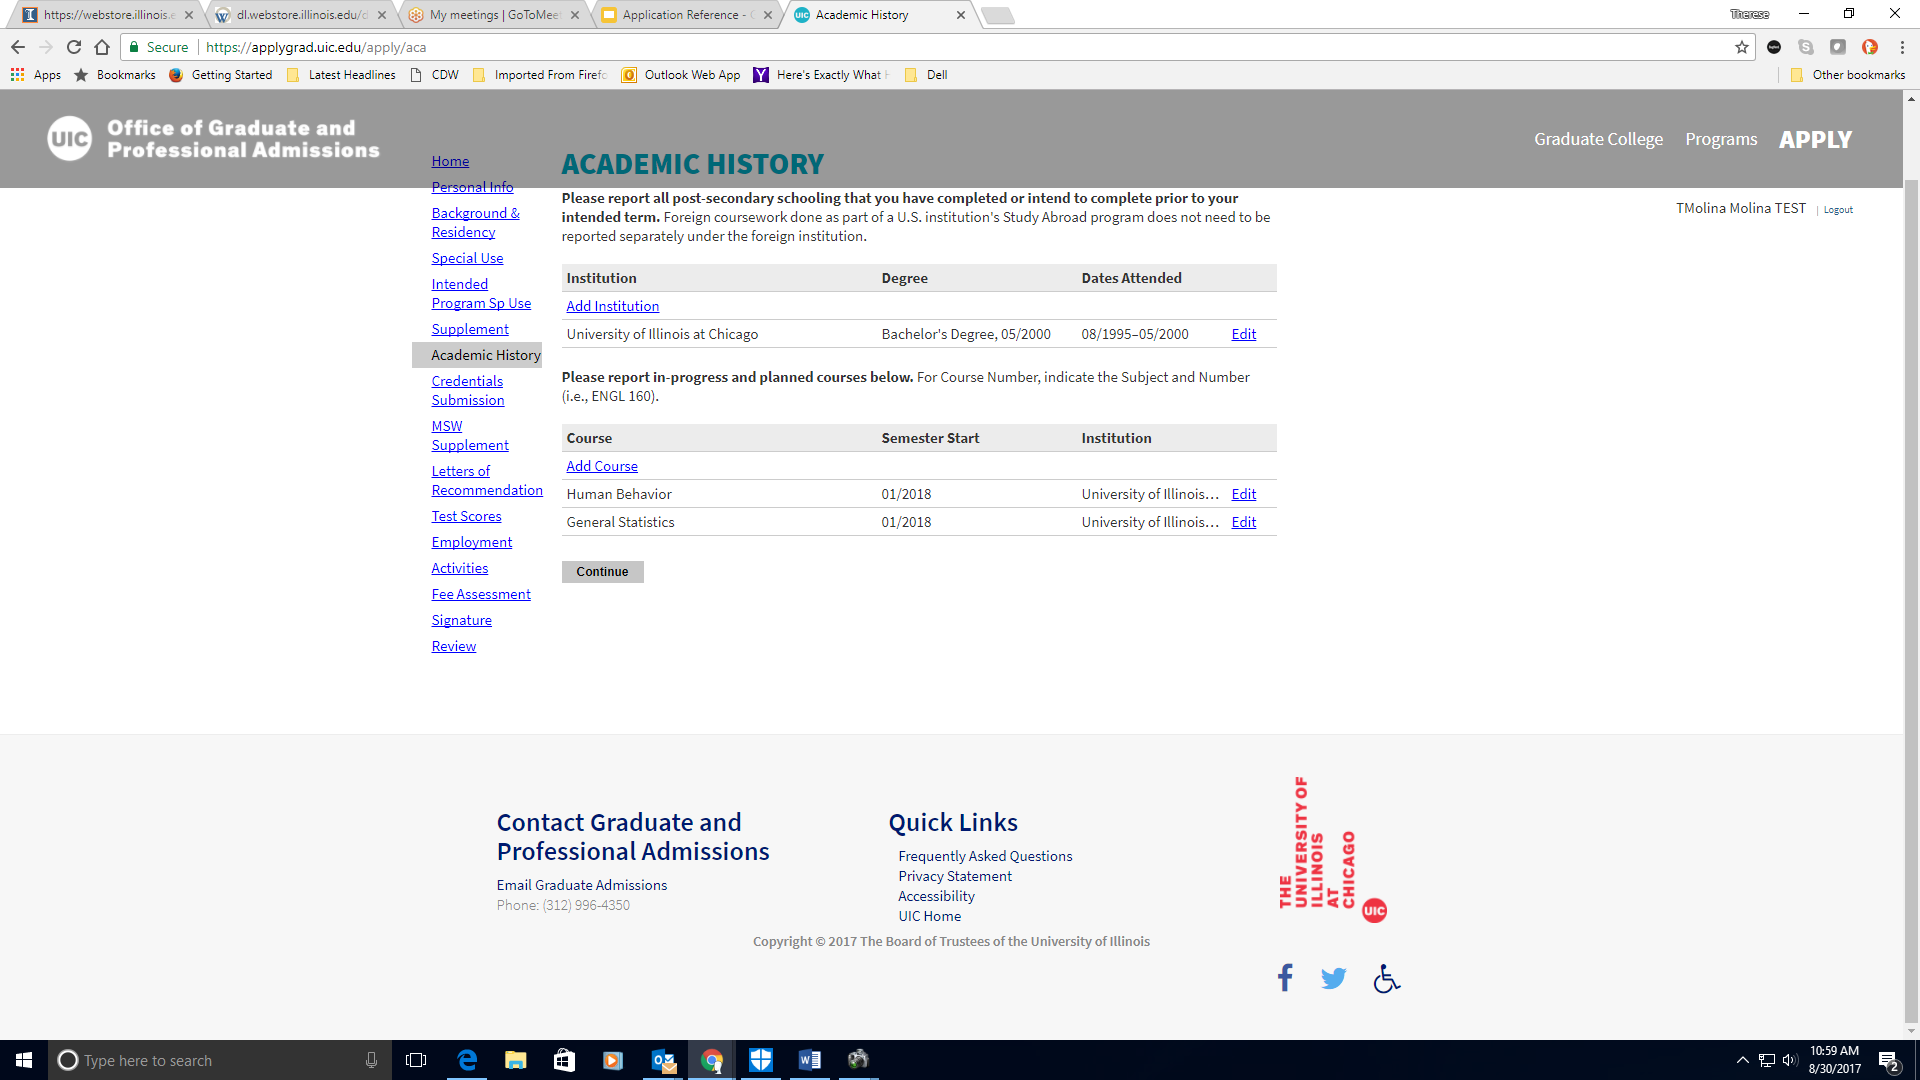 https://webstore.illinois.e
dl.webstore.illinois.edu/d
My meetings | GoToMee
Application Reference - 
Academic History
Therese
Secure
https://applygrad.uic.edu/apply/aca
Apps
Bookmarks
Getting Started
Latest Headlines
CDW
Imported From Firefo
Outlook Web App
Here's Exactly What H
Dell
Other bookmarks
UIC
Office of Graduate and
Professional Admissions
Graduate College
Programs
APPLY
TMolina Molina TEST | Logout
Home
Personal Info
Background &
Residency
Special Use
Intended
Program Sp Use
Supplement
Academic History
Credentials
Submission
MSW
Supplement
Letters of
Recommendation
Test Scores
Employment
Activities
Fee Assessment
Signature
Review
ACADEMIC HISTORY
Please report all post-secondary schooling that you have completed or intend to complete prior to your
intended term. Foreign coursework done as part of a U.S. institution's Study Abroad program does not need to be
reported separately under the foreign institution.
Institution Degree Dates Attended
Add Institution
University of Illinois at Chicago Bachelor's Degree, 05/2000 08/1995–05/2000 Edit
Please report in-progress and planned courses below. For Course Number, indicate the Subject and Number
(i.e., ENGL 160).
Course Semester Start Institution
Add Course
Human Behavior 01/2018 University of Illinois... Edit
General Statistics 01/2018 University of Illinois... Edit
Continue
Contact Graduate and
Professional Admissions
Email Graduate Admissions
Phone: (312) 996-4350
Quick Links
Frequently Asked Questions
Privacy Statement
Accessibility
UIC Home
Copyright © 2017 The Board of Trustees of the University of Illinois
THE
UNIVERSITY OF
ILLINOIS
AT
CHICAGO
UIC
Type here to search
10:59 AM
8/30/2017
2